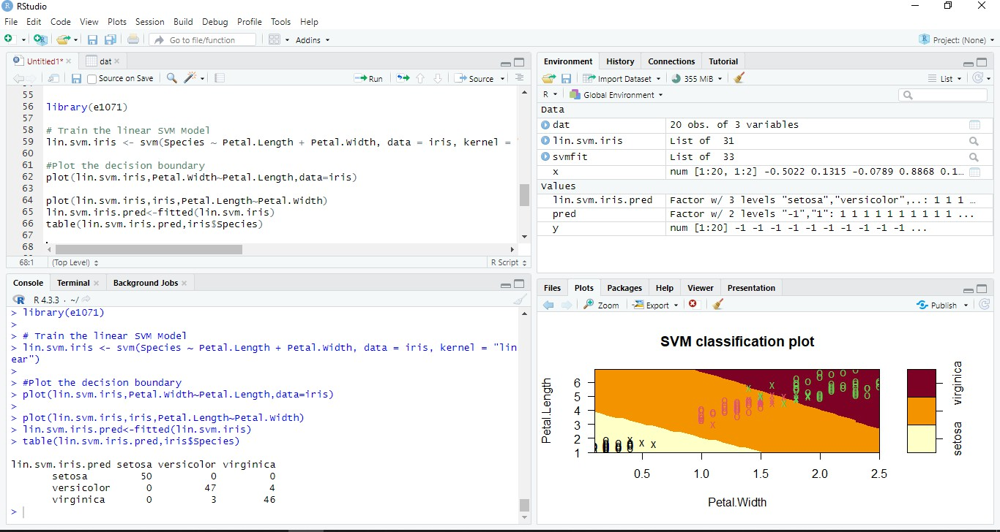 RStudio
File Edit Code View Plots Session Build Debug Profile Tools Help
Go to file/function Addins Project: (None)
Untitled1* dat
Source on Save Run Source
55
56 library(e1071)
57
58 # Train the linear SVM Model
59 lin.svm.iris <- svm(Species ~ Petal.Length + Petal.Width, data = iris, kernel =
60
61 #Plot the decision boundary
62 plot(lin.svm.iris,Petal.Width~Petal.Length,data=iris)
63
64 plot(lin.svm.iris,iris,Petal.Length~Petal.Width)
65 lin.svm.iris.pred<-fitted(lin.svm.iris)
66 table(lin.svm.iris.pred,iris$Species)
67
68
68:1 (Top Level) R Script
Console Terminal Background Jobs
R 4.3.3 · ~/
> library(e1071)
>
> # Train the linear SVM Model
> lin.svm.iris <- svm(Species ~ Petal.Length + Petal.Width, data = iris, kernel = "lin
ear")
>
> #Plot the decision boundary
> plot(lin.svm.iris,Petal.Width~Petal.Length,data=iris)
>
> plot(lin.svm.iris,iris,Petal.Length~Petal.Width)
> lin.svm.iris.pred<-fitted(lin.svm.iris)
> table(lin.svm.iris.pred,iris$Species)
lin.svm.iris.pred setosa versicolor virginica
setosa 50 0 0
versicolor 0 47 4
virginica 0 3 46
>
Environment History Connections Tutorial
Import Dataset 355 MiB List
R Global Environment
Data
dat 20 obs. of 3 variables
lin.svm.iris List of 31
svmfit List of 33
x num [1:20, 1:2] -0.5022 0.1315 -0.0789 0.8868 0.1…
Values
lin.svm.iris.pred Factor w/ 3 levels "setosa","versicolor",..: 1 1 1 …
pred Factor w/ 2 levels "-1","1": 1 1 1 1 1 1 1 1 1 1 ...
y num [1:20] -1 -1 -1 -1 -1 -1 -1 -1 -1 -1 ...
Files Plots Packages Help Viewer Presentation
Zoom Export Publish
SVM classification plot
Petal.Length
6
5
4
3
2
1
0.5 1.0 1.5 2.0 2.5
Petal.Width
setosa virginica